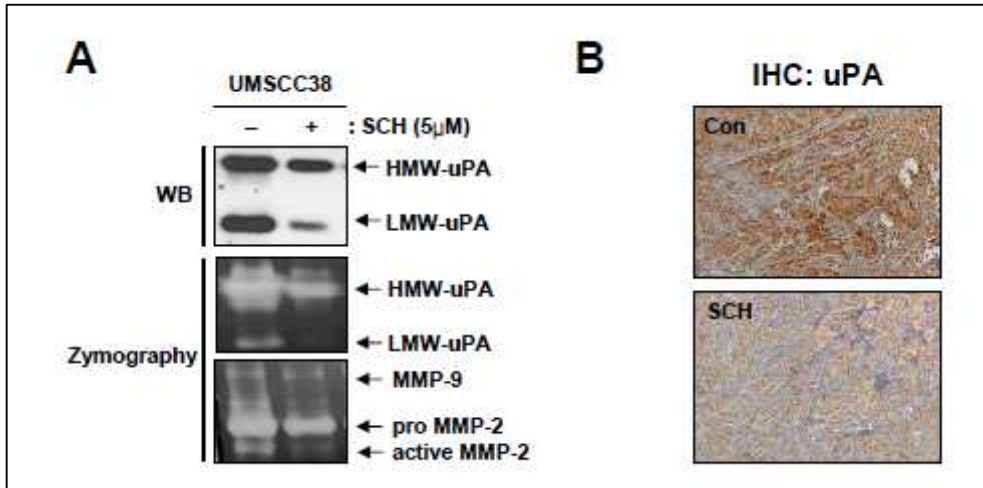 A
UMSCC38
– + : SCH (5μM)
WB
HMW-uPA
LMW-uPA
Zymography
HMW-uPA
LMW-uPA
MMP-9
pro MMP-2
active MMP-2
B
IHC: uPA
Con
SCH